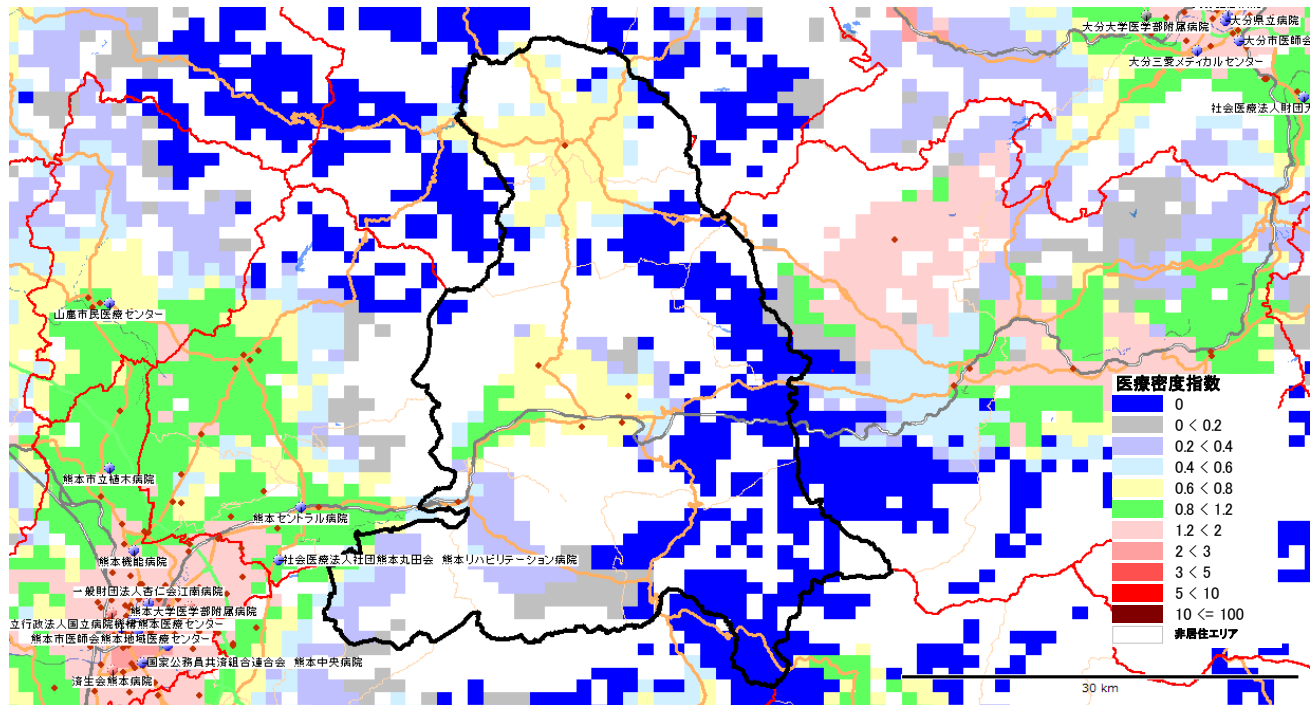 大分県立病院
大分大学医学部附属病院
大分市医師会
大分三愛メディカルセンター
社会医療法人財団
山鹿市民医療センター
熊本市立植木病院
熊本セントラル病院
熊本機能病院
社会医療法人社団熊本丸田会 熊本リハビリテーション病院
一般財団法人杏仁会江南病院
熊本大学医学部附属病院
立行政法人国立病院機構熊本医療センター
熊本市医師会熊本地域医療センター
国家公務員共済組合連合会 熊本中央病院
済生会熊本病院
医療密度指数
0
0 < 0.2
0.2 < 0.4
0.4 < 0.6
0.6 < 0.8
0.8 < 1.2
1.2 < 2
2 < 3
3 < 5
5 < 10
10 <= 100
非居住エリア
30 km